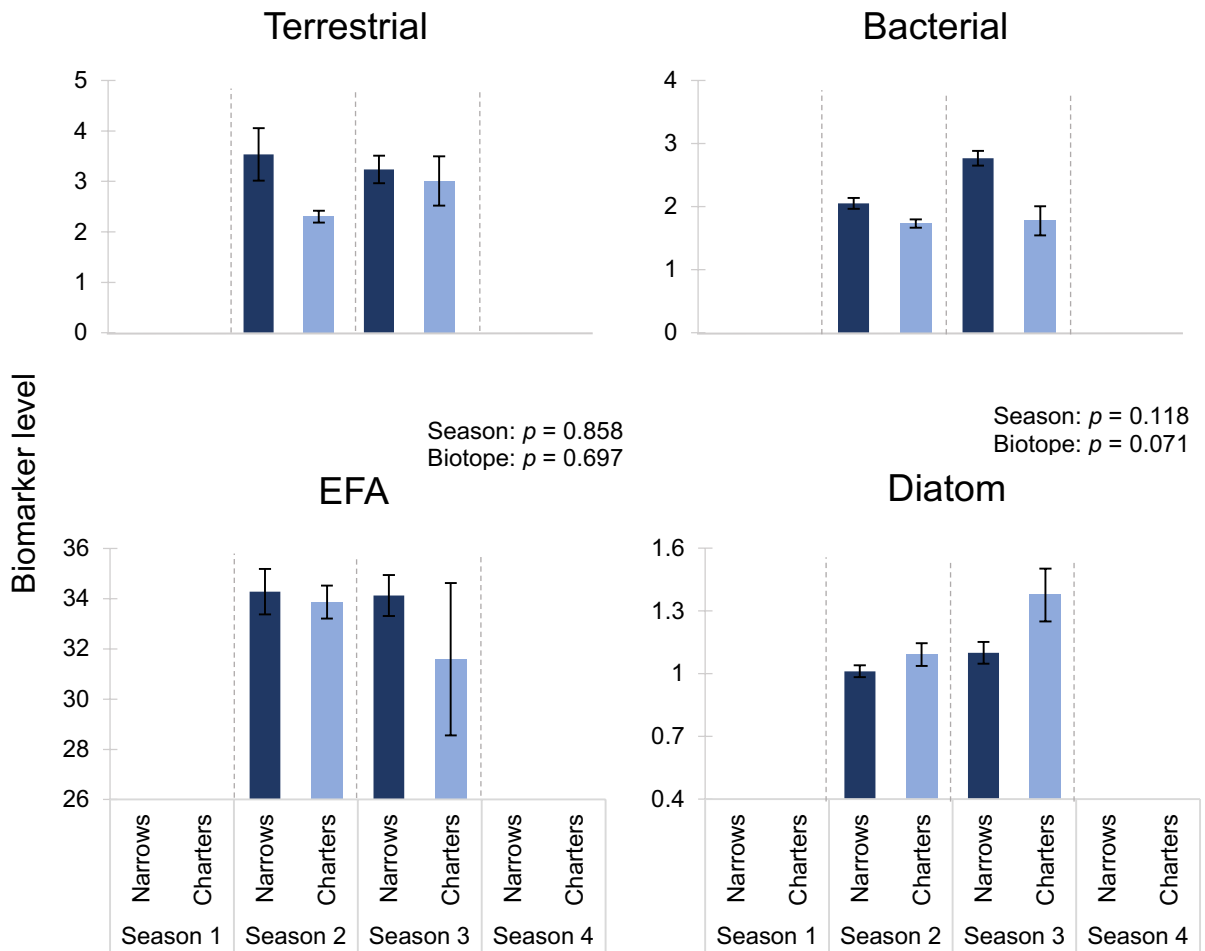 Terrestrial
5
4
3
2
1
0
Bacterial
4
3
2
1
0
Biomarker level
Season: p = 0.858
Biotope: p = 0.697
Season: p = 0.118
Biotope: p = 0.071
EFA
36
34
32
30
28
26
Narrows
Charters
Narrows
Charters
Narrows
Charters
Narrows
Charters
Season 1
Season 2
Season 3
Season 4
Diatom
1.6
1.3
1
0.7
0.4
Narrows
Charters
Narrows
Charters
Narrows
Charters
Narrows
Charters
Season 1
Season 2
Season 3
Season 4